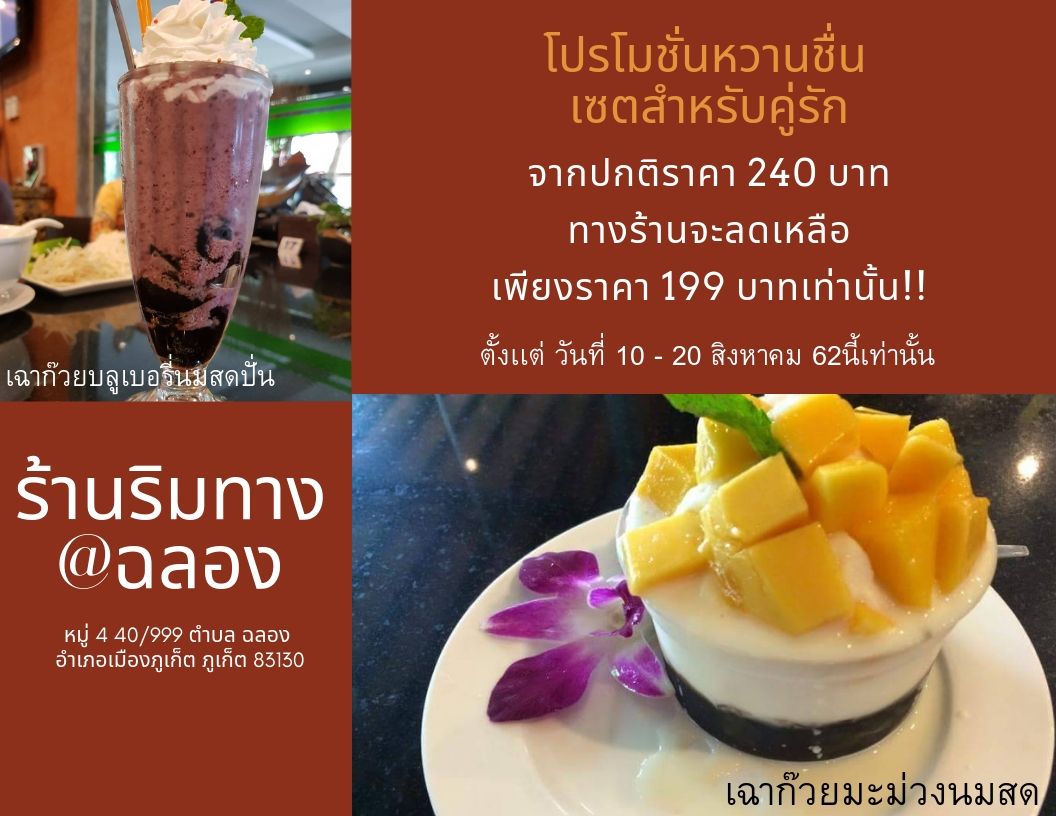 โปรโมชั่นหวานชื่น
เซตสำหรับคู่รัก
จากปกติราคา 240 บาท
ทางร้านจะลดเหลือ
เพียงราคา 199 บาทเท่านั้น!!
ตั้งแต่ วันที่ 10 - 20 สิงหาคม 62นี้เท่านั้น
เฉาก๊วยบลูเบอรี่นมสดปั่น
ร้านริมทาง
@ฉลอง
หมู่ 4 40/999 ตำบล ฉลอง
อำเภอเมืองภูเก็ต ภูเก็ต 83130
เฉาก๊วยมะม่วงนมสด
17